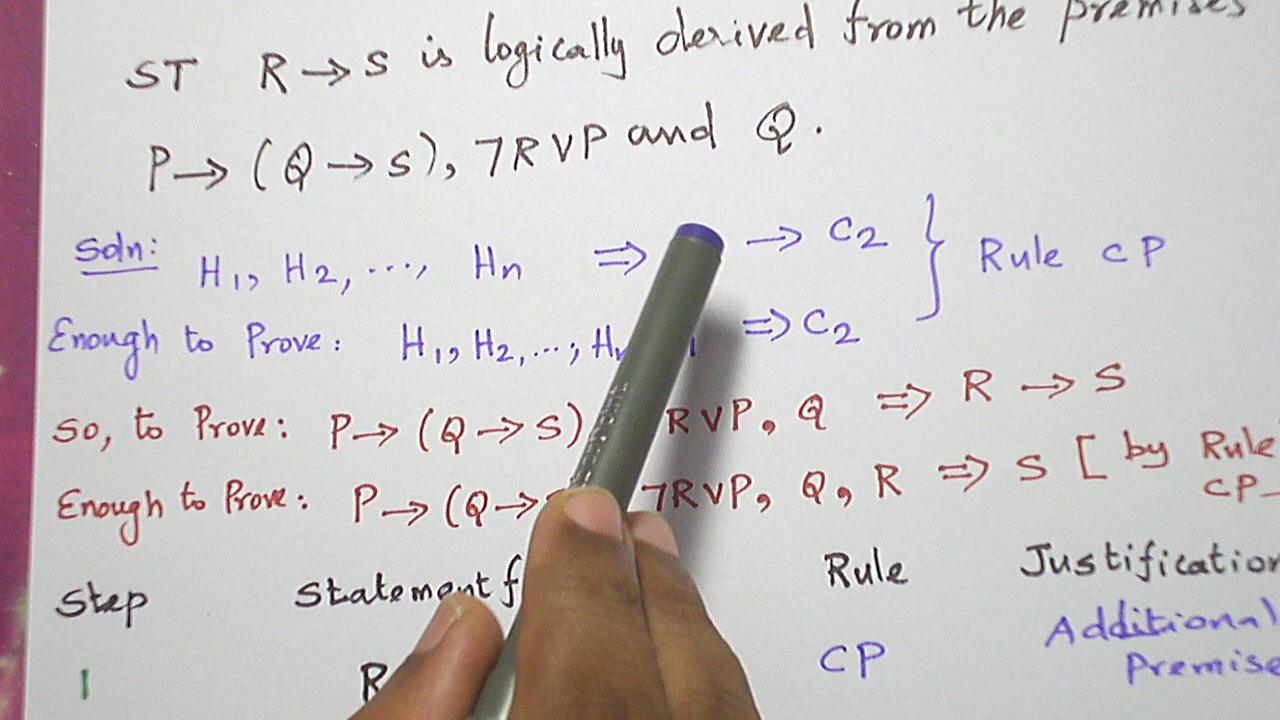 ST R → S is logically derived from the premises
P → (Q → S), ¬R ∨ P and Q.
Soln: H1, H2, ..., Hn ⇒ → C2 } Rule CP
Enough to Prove: H1, H2, ..., ⇒ C2
So, to Prove: P → (Q → S) R ∨ P, Q ⇒ R → S
Enough to Prove: P → (Q → ¬R ∨ P, Q, R ⇒ S [ by Rule
CP
Step Statement Rule Justification
1 R CP Additional
Premise